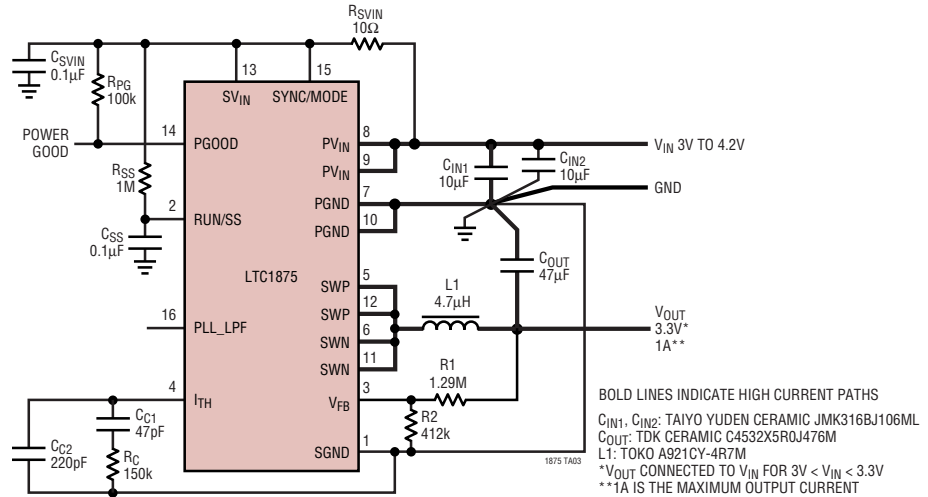 RSVIN
10Ω
CSVIN
0.1µF
RPG
100k
13
15
SVIN
SYNC/MODE
POWER
GOOD
14
PGOOD
PVIN
8
VIN 3V TO 4.2V
PVIN
9
CIN1
10µF
CIN2
10µF
RSS
1M
PGND
7
GND
2
RUN/SS
PGND
10
CSS
0.1µF
COUT
47µF
LTC1875
SWP
5
L1
4.7µH
SWP
12
16
PLL_LPF
SWN
6
VOUT
3.3V*
1A**
SWN
11
R1
1.29M
4
ITH
VFB
3
CC1
47pF
R2
412k
CC2
220pF
RC
150k
SGND
1
1875 TA03
BOLD LINES INDICATE HIGH CURRENT PATHS
CIN1, CIN2: TAIYO YUDEN CERAMIC JMK316BJ106ML
COUT: TDK CERAMIC C4532X5R0J476M
L1: TOKO A921CY-4R7M
*VOUT CONNECTED TO VIN FOR 3V < VIN < 3.3V
**1A IS THE MAXIMUM OUTPUT CURRENT